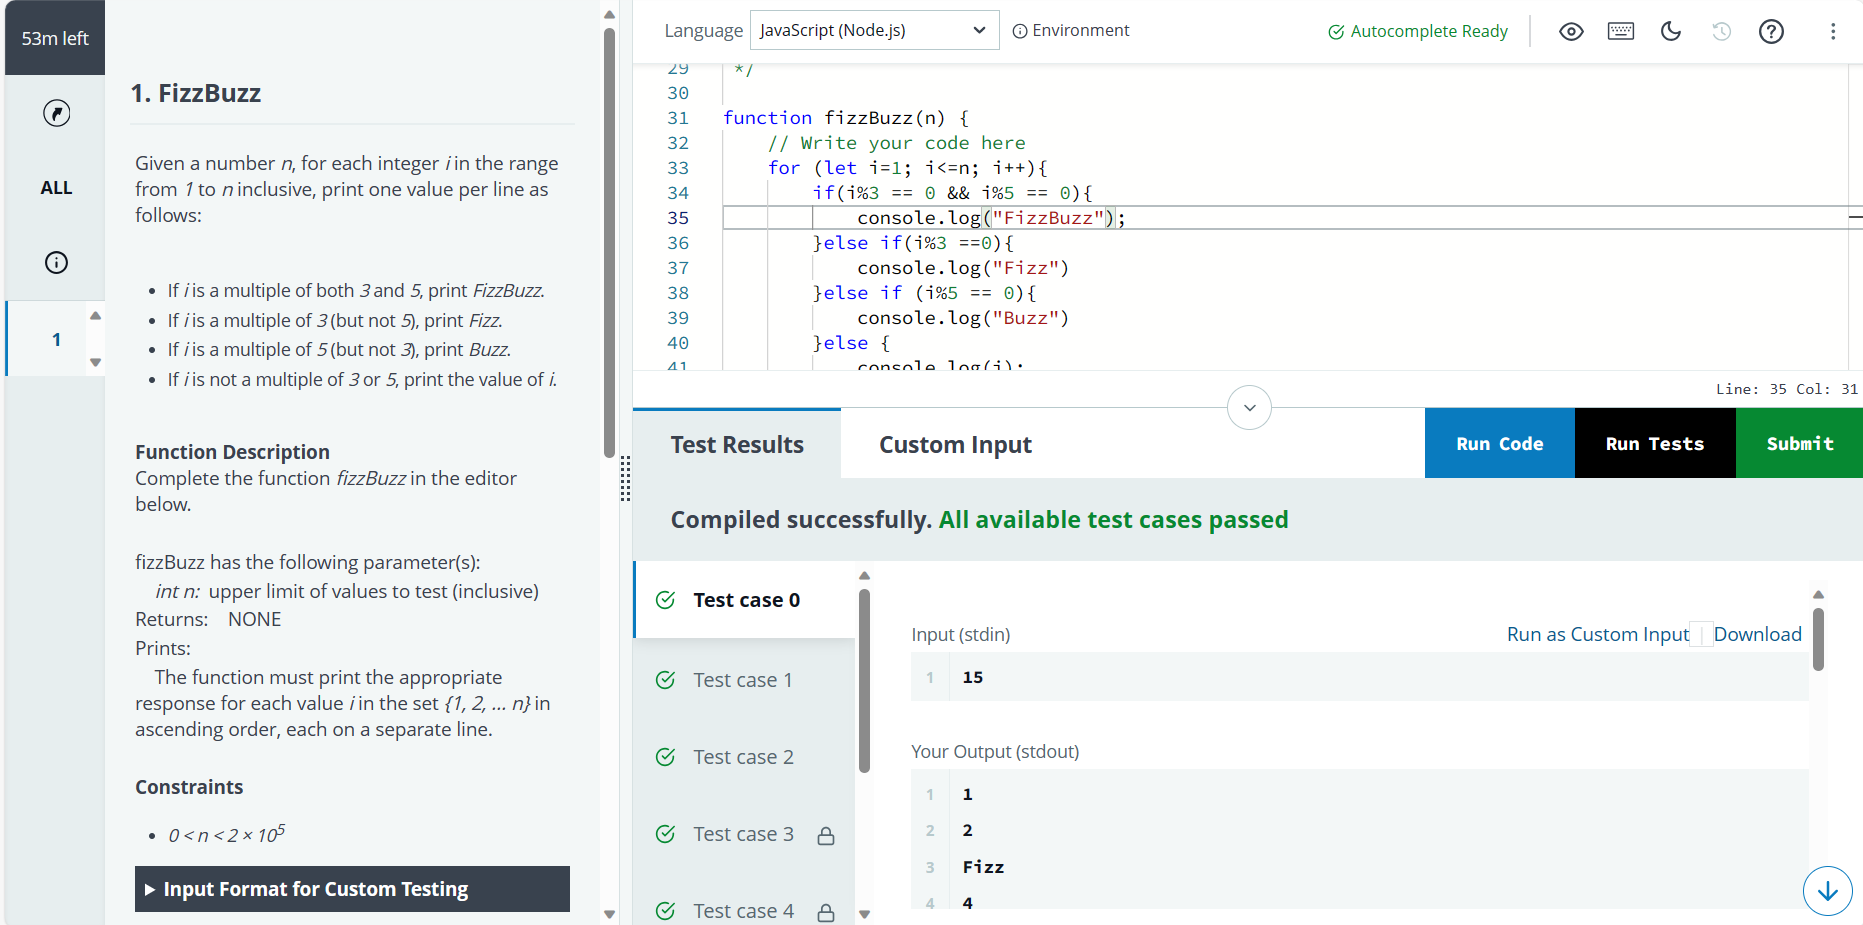 53m left
ALL
1
1. FizzBuzz
Given a number n, for each integer i in the range
from 1 to n inclusive, print one value per line as
follows:
• If i is a multiple of both 3 and 5, print FizzBuzz.
• If i is a multiple of 3 (but not 5), print Fizz.
• If i is a multiple of 5 (but not 3), print Buzz.
• If i is not a multiple of 3 or 5, print the value of i.
Function Description
Complete the function fizzBuzz in the editor
below.
fizzBuzz has the following parameter(s):
int n: upper limit of values to test (inclusive)
Returns: NONE
Prints:
The function must print the appropriate
response for each value i in the set {1, 2, ... n} in
ascending order, each on a separate line.
Constraints
• 0 < n < 2 × 10^5
Input Format for Custom Testing
Language JavaScript (Node.js) Environment Autocomplete Ready
29 */
30
31 function fizzBuzz(n) {
32 // Write your code here
33 for (let i=1; i<=n; i++){
34 if(i%3 == 0 && i%5 == 0){
35 console.log("FizzBuzz");
36 }else if(i%3 ==0){
37 console.log("Fizz")
38 }else if (i%5 == 0){
39 console.log("Buzz")
40 }else {
41 console.log(i);
Line: 35 Col: 31
Test Results Custom Input Run Code Run Tests Submit
Compiled successfully. All available test cases passed
Test case 0
Test case 1
Test case 2
Test case 3
Test case 4
Input (stdin) Run as Custom Input | Download
1 15
Your Output (stdout)
1 1
2 2
3 Fizz
4 4